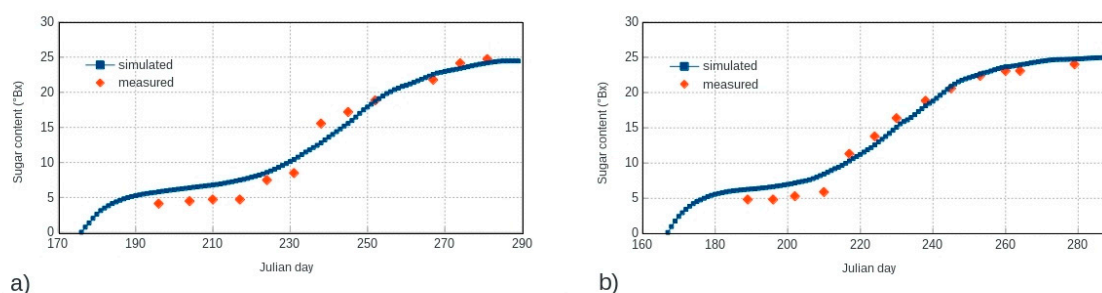 30
25
20
15
10
5
0
Sugar content (°Bx)
simulated
measured
170 190 210 230 250 270 290
Julian day
a)
30
25
20
15
10
5
0
Sugar content (°Bx)
simulated
measured
160 180 200 220 240 260 280
Julian day
b)